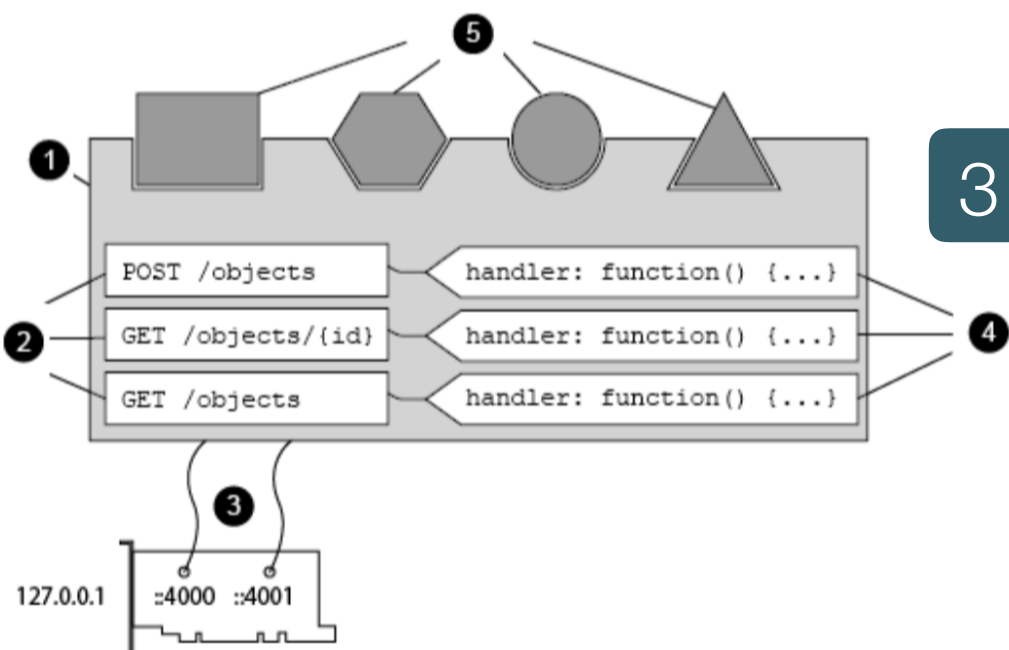 5
1
3
POST /objects handler: function() {...}
2 GET /objects/{id} handler: function() {...} 4
GET /objects handler: function() {...}
3
127.0.0.1 ::4000 ::4001